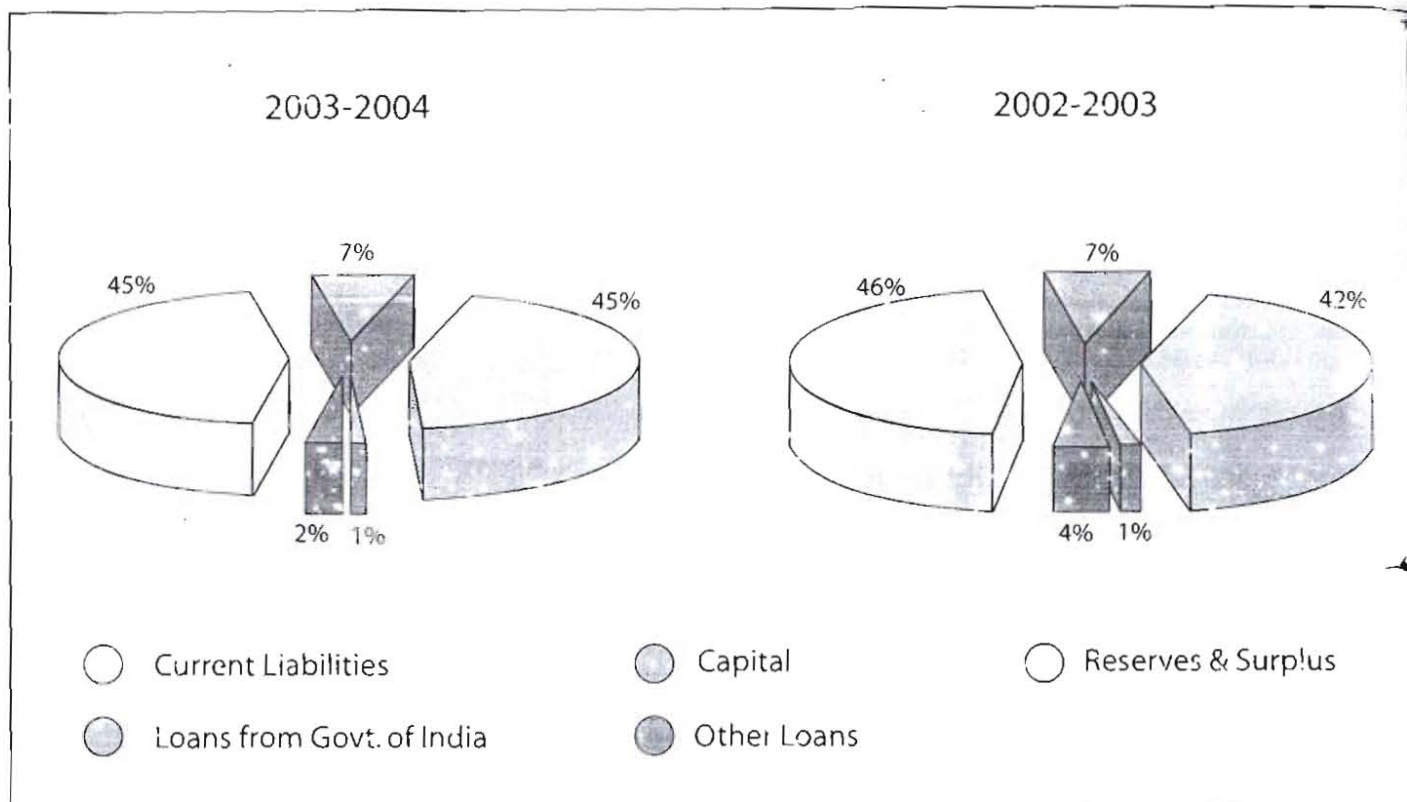 2003-2004 2002-2003
7% 7%
45% 45% 46% 42%
2% 1% 4% 1%
Current Liabilities Capital Reserves & Surplus
Loans from Govt. of India Other Loans